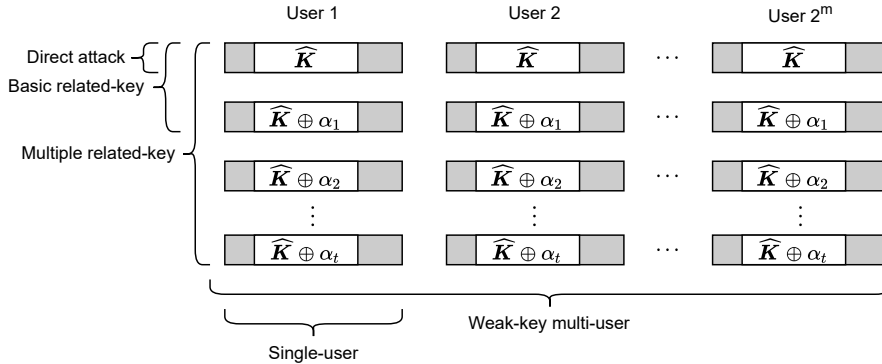 User 1 User 2 User 2^m
Direct attack K̂ K̂ ⋯ K̂
Basic related-key
K̂ ⊕ α₁ K̂ ⊕ α₁ ⋯ K̂ ⊕ α₁
Multiple related-key
K̂ ⊕ α₂ K̂ ⊕ α₂ ⋯ K̂ ⊕ α₂
⋮ ⋮ ⋮
K̂ ⊕ αₜ K̂ ⊕ αₜ ⋯ K̂ ⊕ αₜ
Weak-key multi-user
Single-user